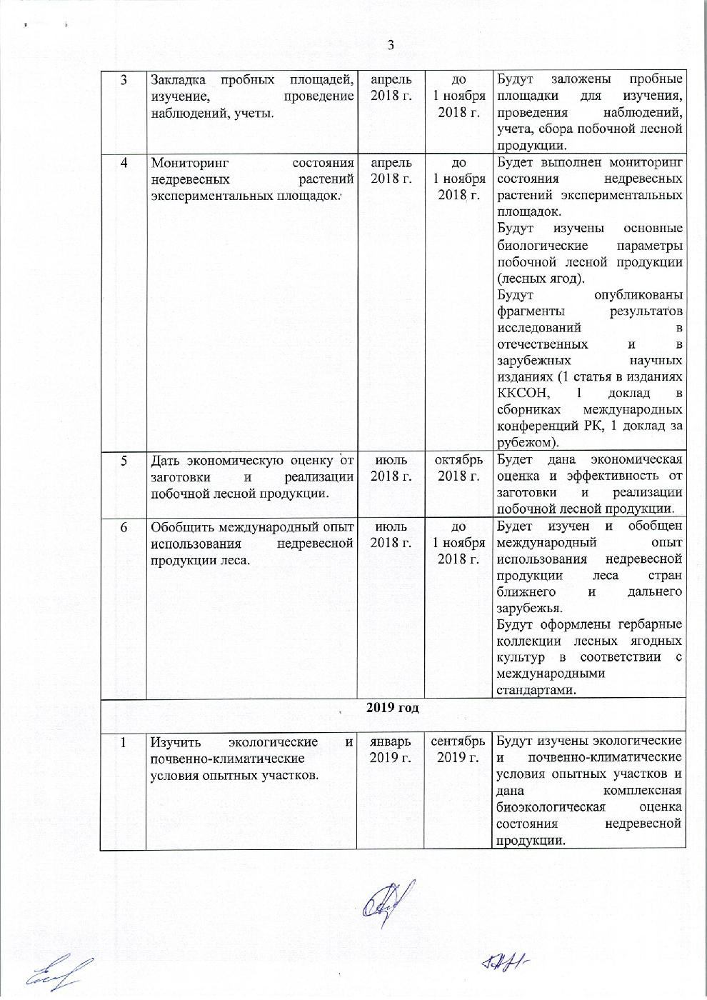 3
3
Закладка пробных площадей,
изучение, проведение
наблюдений, учеты.
апрель
2018 г.
до
1 ноября
2018 г.
Будут заложены пробные
площадки для изучения,
проведения наблюдений,
учета, сбора побочной лесной
продукции.
4
Мониторинг состояния
недревесных растений
экспериментальных площадок.
апрель
2018 г.
до
1 ноября
2018 г.
Будет выполнен мониторинг
состояния недревесных
растений экспериментальных
площадок.
Будут изучены основные
биологические параметры
побочной лесной продукции
(лесных ягод).
Будут опубликованы
фрагменты результатов
исследований в
отечественных и в
зарубежных научных
изданиях (1 статья в изданиях
ККСОН, 1 доклад в
сборниках международных
конференций РК, 1 доклад за
рубежом).
5
Дать экономическую оценку от
заготовки и реализации
побочной лесной продукции.
июль
2018 г.
октябрь
2018 г.
Будет дана экономическая
оценка и эффективность от
заготовки и реализации
побочной лесной продукции.
6
Обобщить международный опыт
использования недревесной
продукции леса.
июль
2018 г.
до
1 ноября
2018 г.
Будет изучен и обобщен
международный опыт
использования недревесной
продукции леса стран
ближнего и дальнего
зарубежья.
Будут оформлены гербарные
коллекции лесных ягодных
культур в соответствии с
международными
стандартами.
2019 год
1
Изучить экологические и
почвенно-климатические
условия опытных участков.
январь
2019 г.
сентябрь
2019 г.
Будут изучены экологические
и почвенно-климатические
условия опытных участков и
дана комплексная
биоэкологическая оценка
состояния недревесной
продукции.